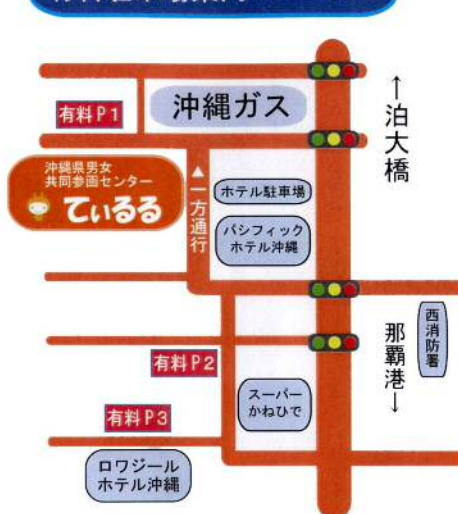 沖縄ガス
有料P1
↑泊大橋
沖縄県男女
共同参画センター
てぃるる
▲一方通行
ホテル駐車場
パシフィック
ホテル沖縄
西消防署
那覇港↓
有料P2
スーパー
かねひで
有料P3
ロワジール
ホテル沖縄